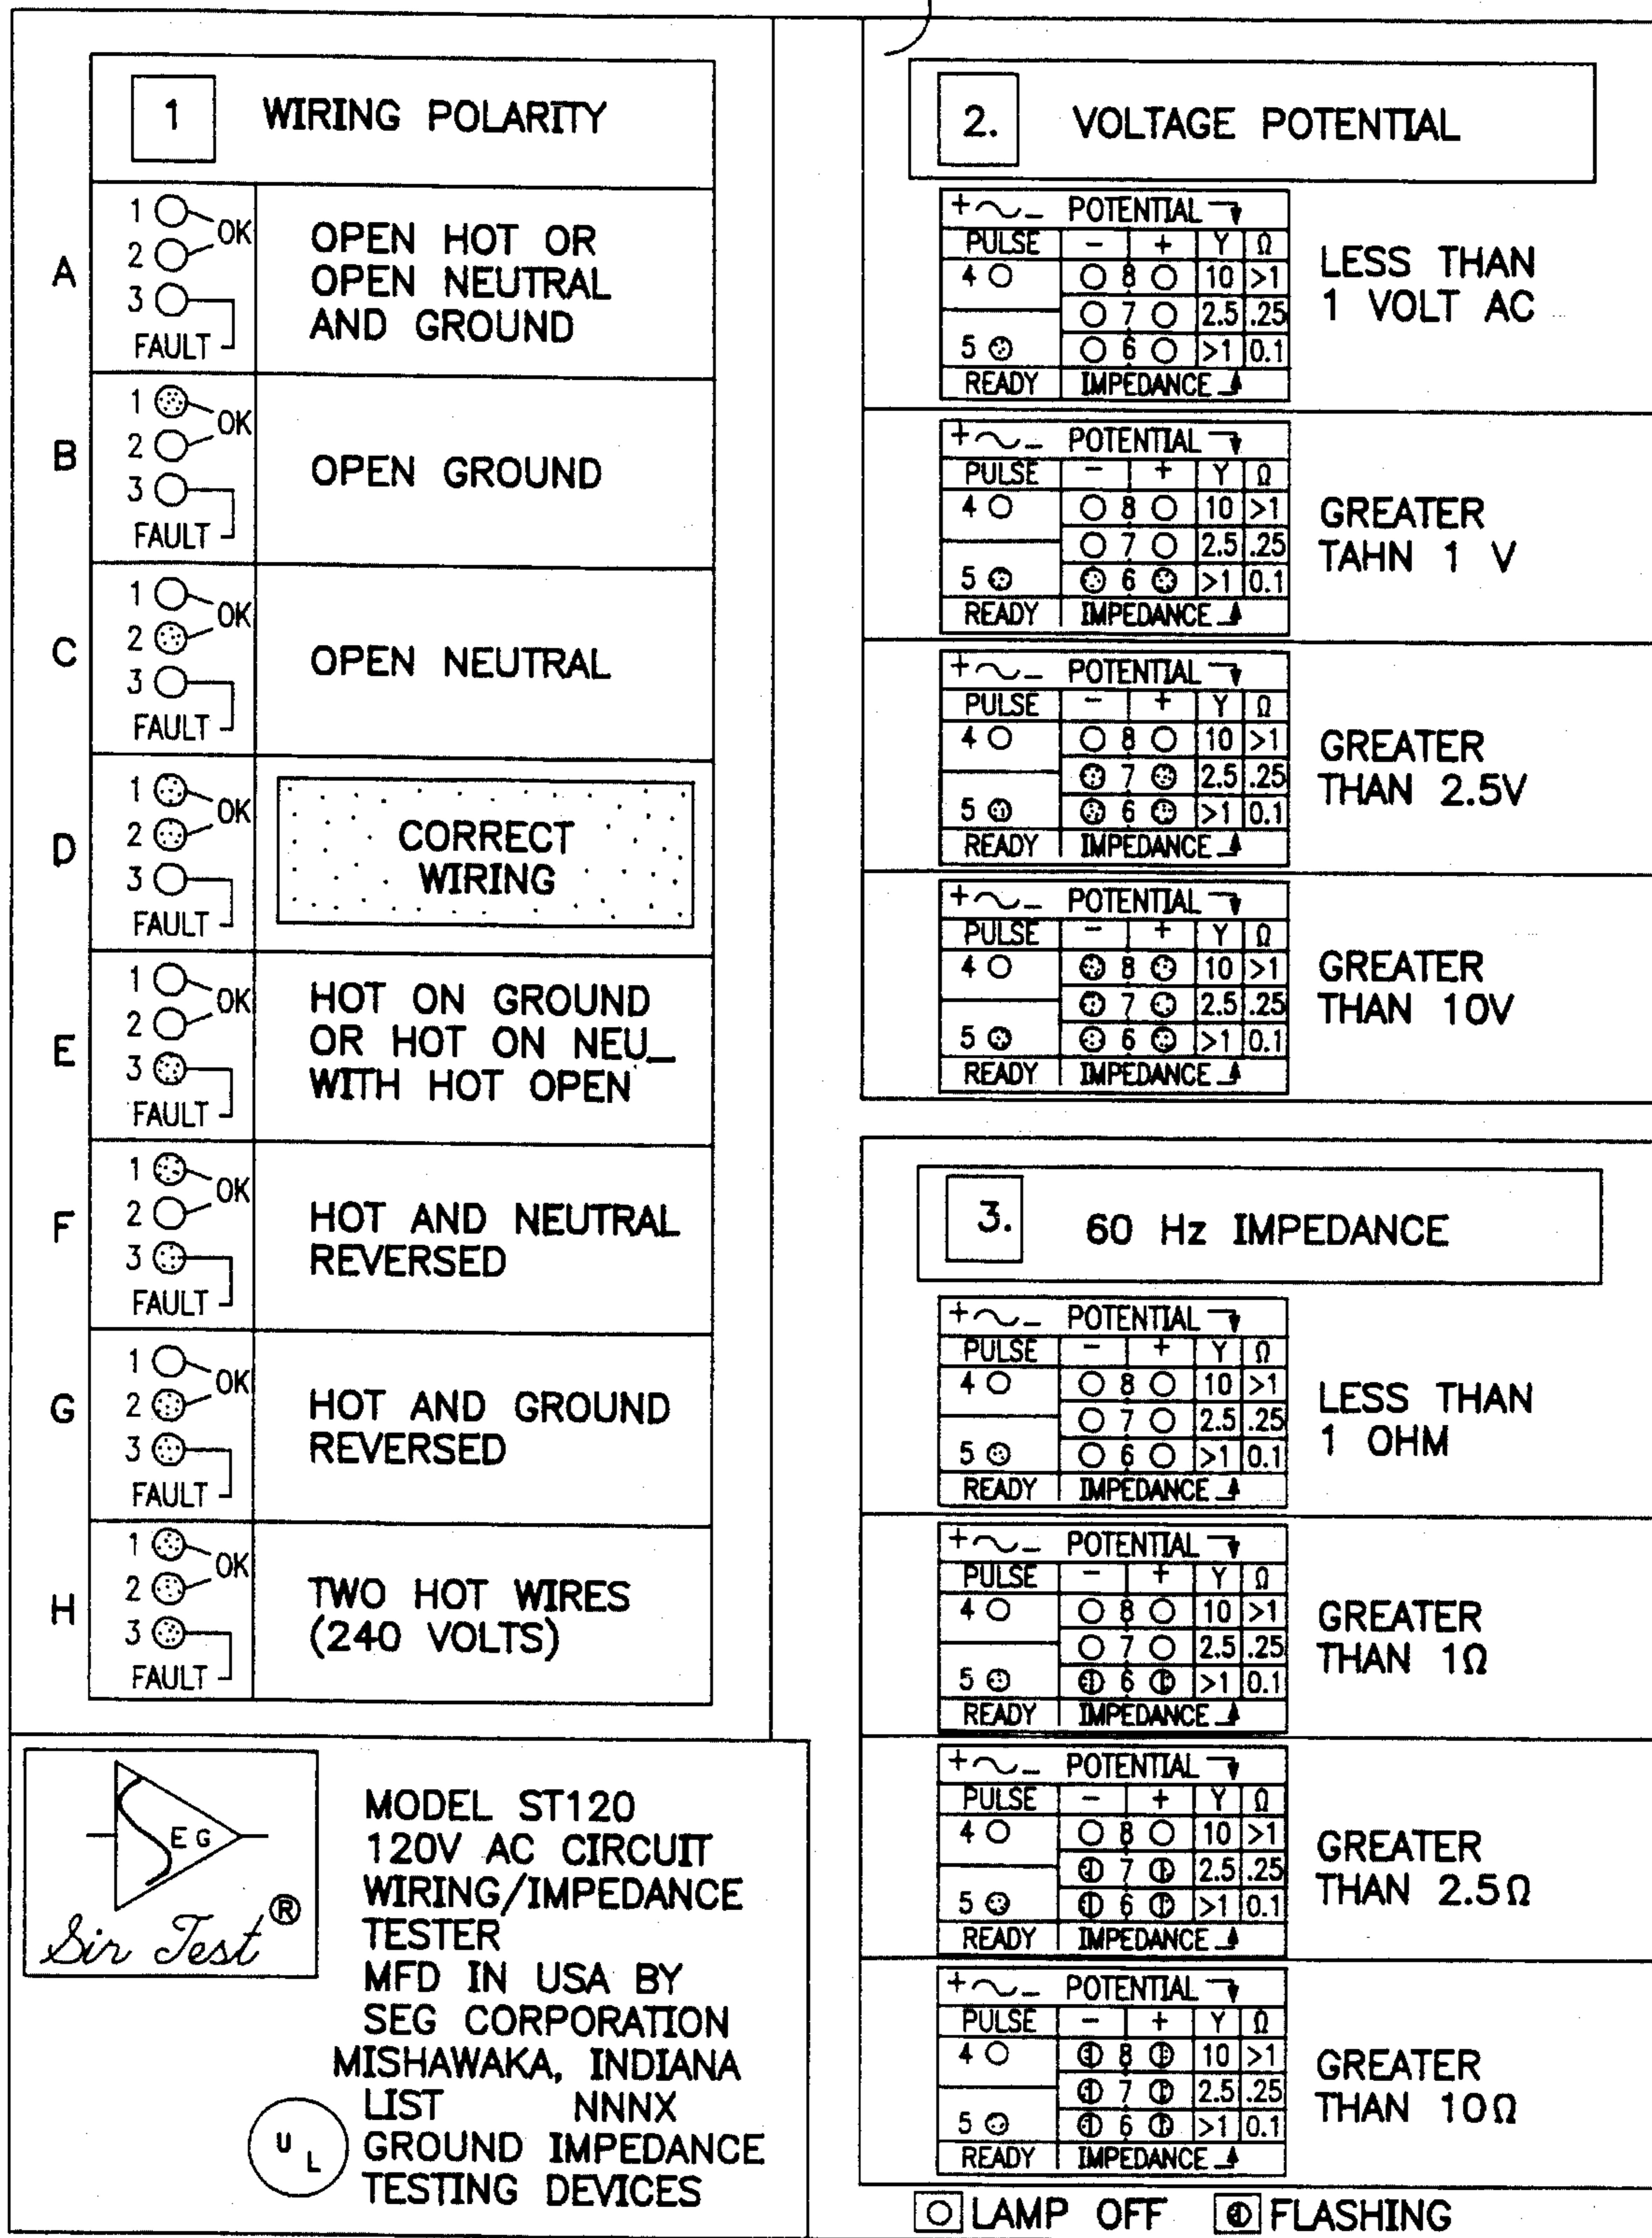 1 WIRING POLARITY
A
1 OK
2
3
FAULT
OPEN HOT OR
OPEN NEUTRAL
AND GROUND
B
1 OK
2
3
FAULT
OPEN GROUND
C
1 OK
2
3
FAULT
OPEN NEUTRAL
D
1 OK
2
3
FAULT
CORRECT
WIRING
E
1 OK
2
3
FAULT
HOT ON GROUND
OR HOT ON NEU_
WITH HOT OPEN
F
1 OK
2
3
FAULT
HOT AND NEUTRAL
REVERSED
G
1 OK
2
3
FAULT
HOT AND GROUND
REVERSED
H
1 OK
2
3
FAULT
TWO HOT WIRES
(240 VOLTS)
EG
Sir Test ®
MODEL ST120
120V AC CIRCUIT
WIRING/IMPEDANCE
TESTER
MFD IN USA BY
SEG CORPORATION
MISHAWAKA, INDIANA
LIST NNNX
UL GROUND IMPEDANCE
TESTING DEVICES
2. VOLTAGE POTENTIAL
+~- POTENTIAL
PULSE - + Y Ω
4 8 10 >1
7 2.5 .25
5 6 >1 0.1
READY IMPEDANCE
LESS THAN
1 VOLT AC
+~- POTENTIAL
PULSE - + Y Ω
4 8 10 >1
7 2.5 .25
5 6 >1 0.1
READY IMPEDANCE
GREATER
TAHN 1 V
+~- POTENTIAL
PULSE - + Y Ω
4 8 10 >1
7 2.5 .25
5 6 >1 0.1
READY IMPEDANCE
GREATER
THAN 2.5V
+~- POTENTIAL
PULSE - + Y Ω
4 8 10 >1
7 2.5 .25
5 6 >1 0.1
READY IMPEDANCE
GREATER
THAN 10V
3. 60 Hz IMPEDANCE
+~- POTENTIAL
PULSE - + Y Ω
4 8 10 >1
7 2.5 .25
5 6 >1 0.1
READY IMPEDANCE
LESS THAN
1 OHM
+~- POTENTIAL
PULSE - + Y Ω
4 8 10 >1
7 2.5 .25
5 6 >1 0.1
READY IMPEDANCE
GREATER
THAN 1Ω
+~- POTENTIAL
PULSE - + Y Ω
4 8 10 >1
7 2.5 .25
5 6 >1 0.1
READY IMPEDANCE
GREATER
THAN 2.5Ω
+~- POTENTIAL
PULSE - + Y Ω
4 8 10 >1
7 2.5 .25
5 6 >1 0.1
READY IMPEDANCE
GREATER
THAN 10Ω
LAMP OFF FLASHING